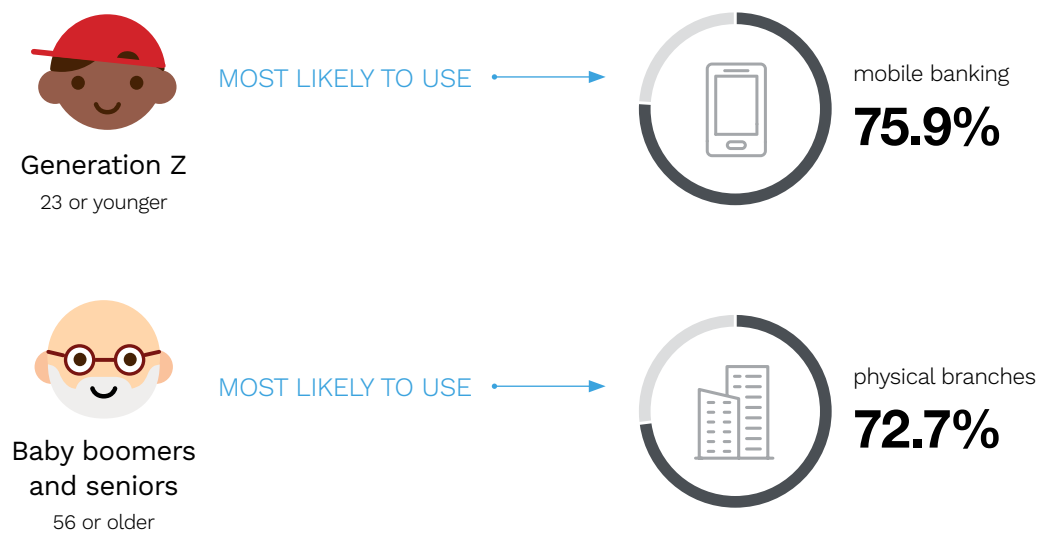 Generation Z
23 or younger
MOST LIKELY TO USE
mobile banking
75.9%
Baby boomers
and seniors
56 or older
MOST LIKELY TO USE
physical branches
72.7%